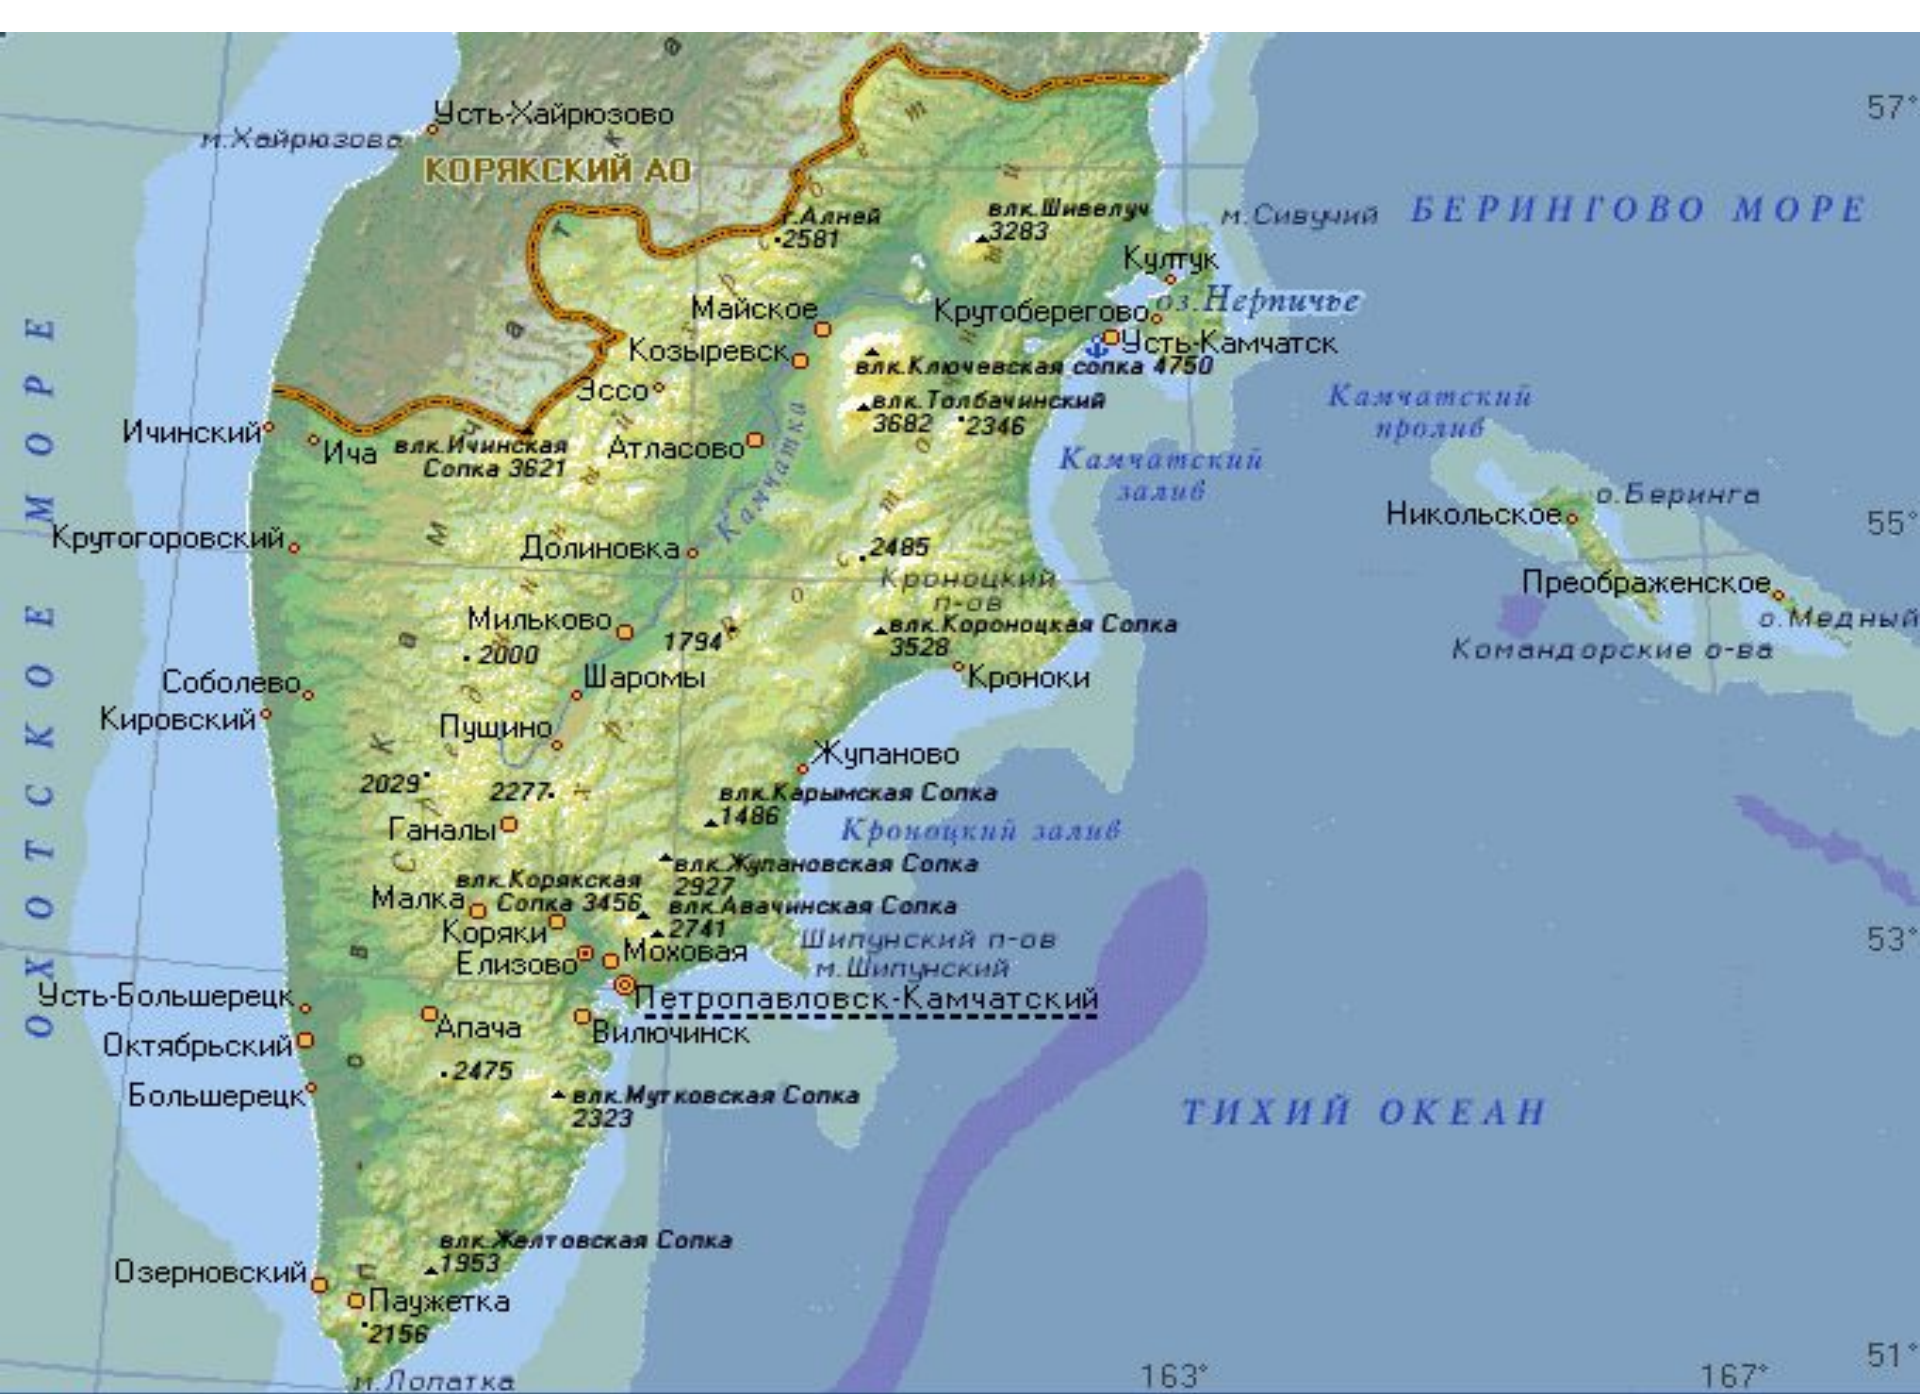 57°
Усть-Хайрюзово
м.Хайрюзова
КОРЯКСКИЙ АО
г.Алней
2581
влк.Шивелуч
3283
м.Сивучий
БЕРИНГОВО МОРЕ
Култук
Майское
Крутоберегово
оз.Нерпичье
Козыревск
Усть-Камчатск
влк.Ключевская сопка 4750
Эссо
влк.Толбачинский
3682
2346
Камчатский
пролив
Ичинский
Ича
влк.Ичинская
Сопка 3621
Атласово
Камчатка
Камчатский
залив
о.Беринга
Никольское
55°
Крутогоровский
Долиновка
2485
Кроноцкий
п-ов
Преображенское
о.Медный
Мильково
1794
влк.Короноцкая Сопка
3528
Командорские о-ва
2000
Соболево
Шаромы
Кроноки
Кировский
Пущино
Жупаново
2029
2277
влк.Карымская Сопка
1486
Ганалы
Кроноцкий залив
влк.Жупановская Сопка
2927
влк.Корякская
Сопка 3456
Малка
влк.Авачинская Сопка
2741
Коряки
Шипунский п-ов
53°
Елизово
Моховая
м.Шипунский
Усть-Большерецк
Петропавловск-Камчатский
Апача
Вилючинск
Октябрьский
2475
Большерецк
влк.Мутковская Сопка
2323
ТИХИЙ ОКЕАН
ОХОТСКОЕ МОРЕ
влк.Желтовская Сопка
1953
Озерновский
Паужетка
2156
м.Лопатка
163°
167°
51°